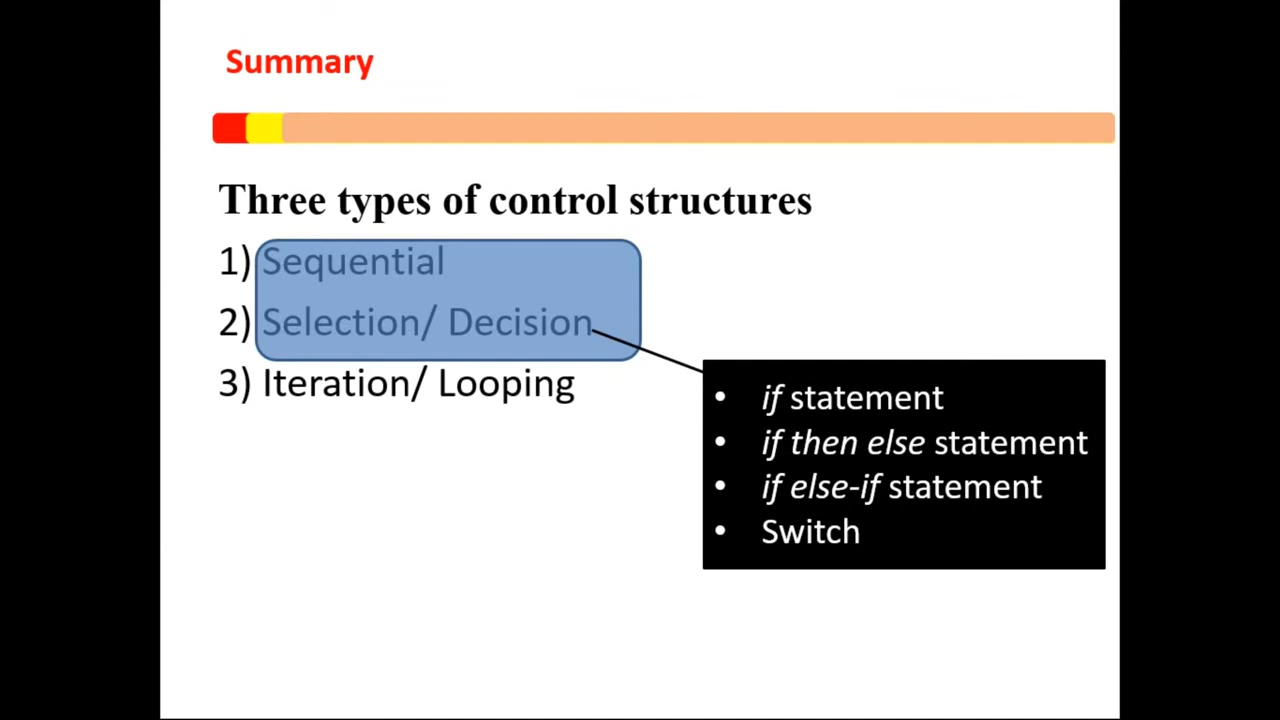 Summary
Three types of control structures
1) Sequential
2) Selection/ Decision
3) Iteration/ Looping
• if statement
• if then else statement
• if else-if statement
• Switch